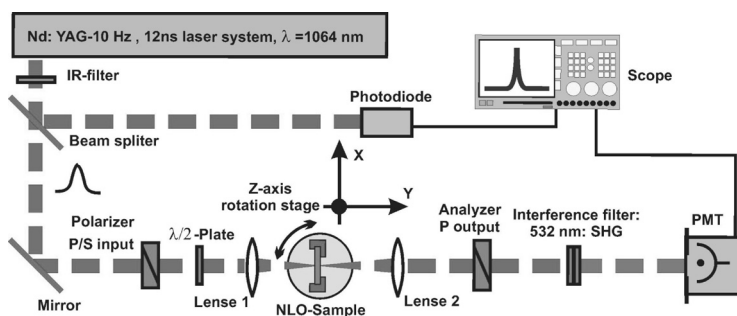 Nd: YAG-10 Hz , 12ns laser system, λ =1064 nm
IR-filter
Beam spliter
Photodiode
Scope
X
Y
Z-axis
rotation stage
Polarizer
P/S input
λ/2-Plate
Mirror
Lense 1
NLO-Sample
Lense 2
Analyzer
P output
Interference filter:
532 nm: SHG
PMT